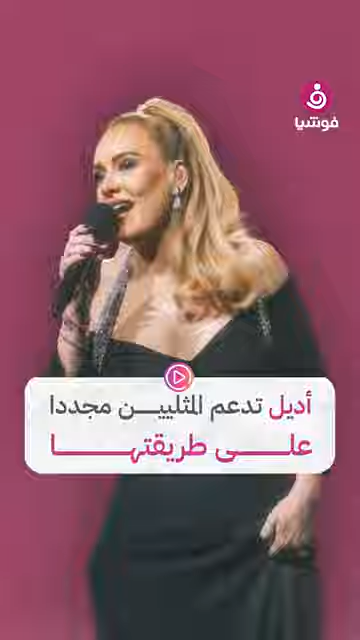 فوشيا
أديل تدعم المثليين مجددا
على طريقتها